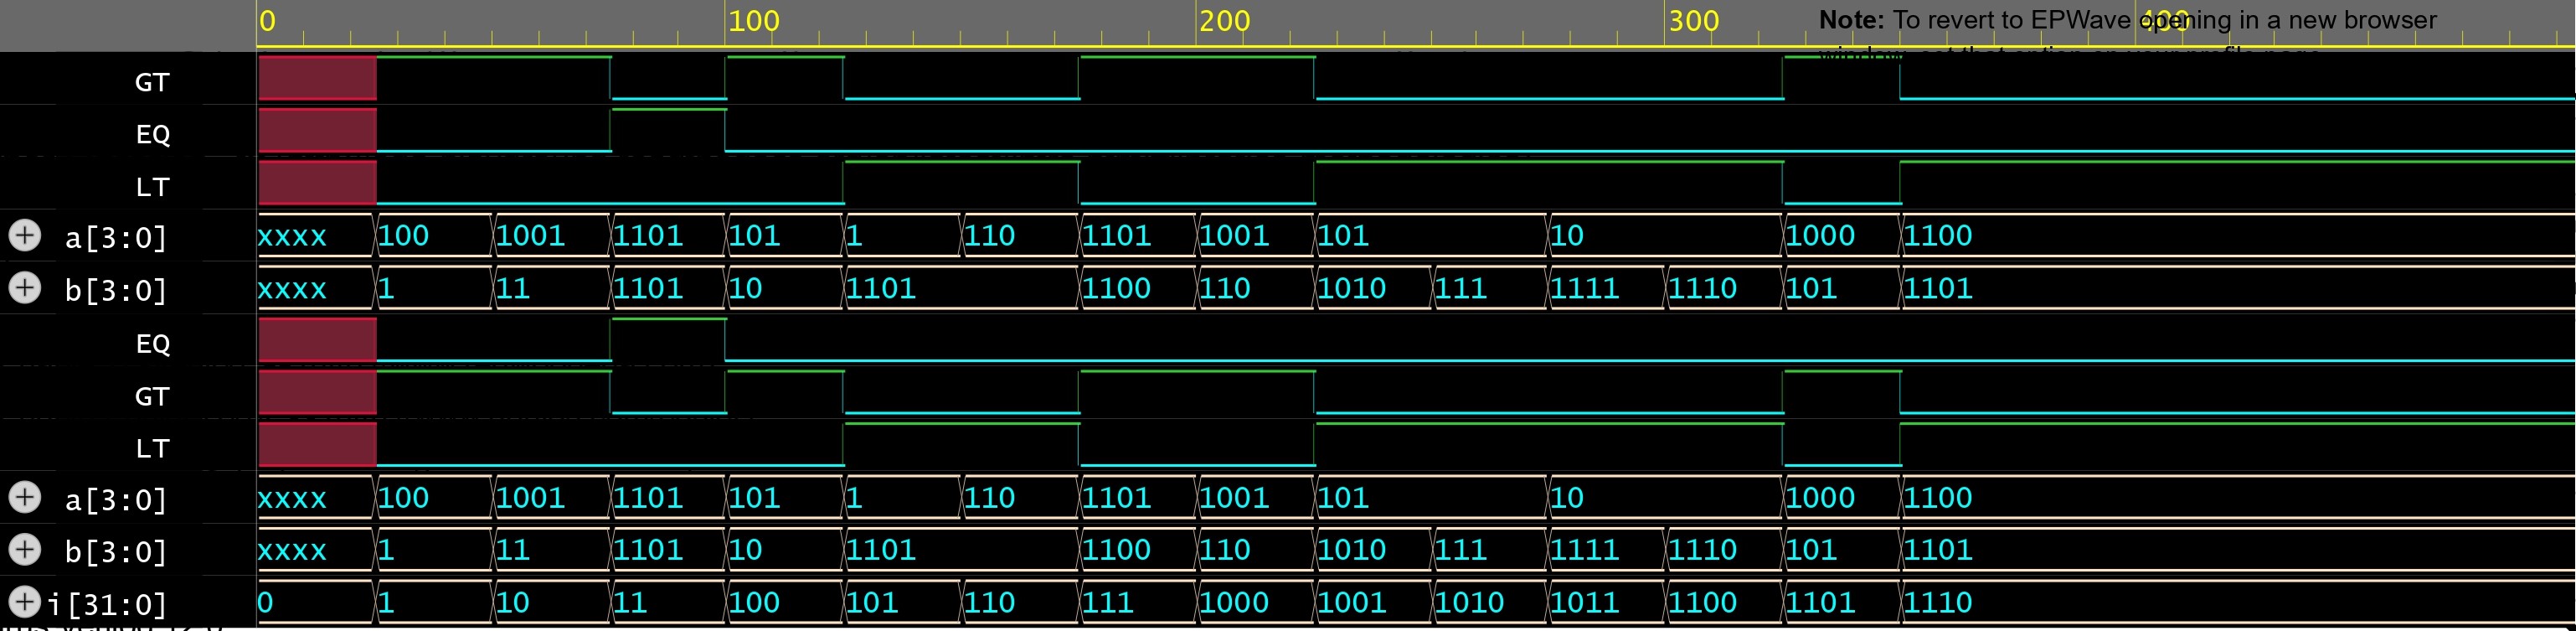 0 100 200 300 400
Note: To revert to EPWave opening in a new browser
GT
EQ
LT
a[3:0] xxxx 100 1001 1101 101 1 110 1101 1001 101 10 1000 1100
b[3:0] xxxx 1 11 1101 10 1101 1100 110 1010 111 1111 1110 101 1101
EQ
GT
LT
a[3:0] xxxx 100 1001 1101 101 1 110 1101 1001 101 10 1000 1100
b[3:0] xxxx 1 11 1101 10 1101 1100 110 1010 111 1111 1110 101 1101
i[31:0] 0 1 10 11 100 101 110 111 1000 1001 1010 1011 1100 1101 1110